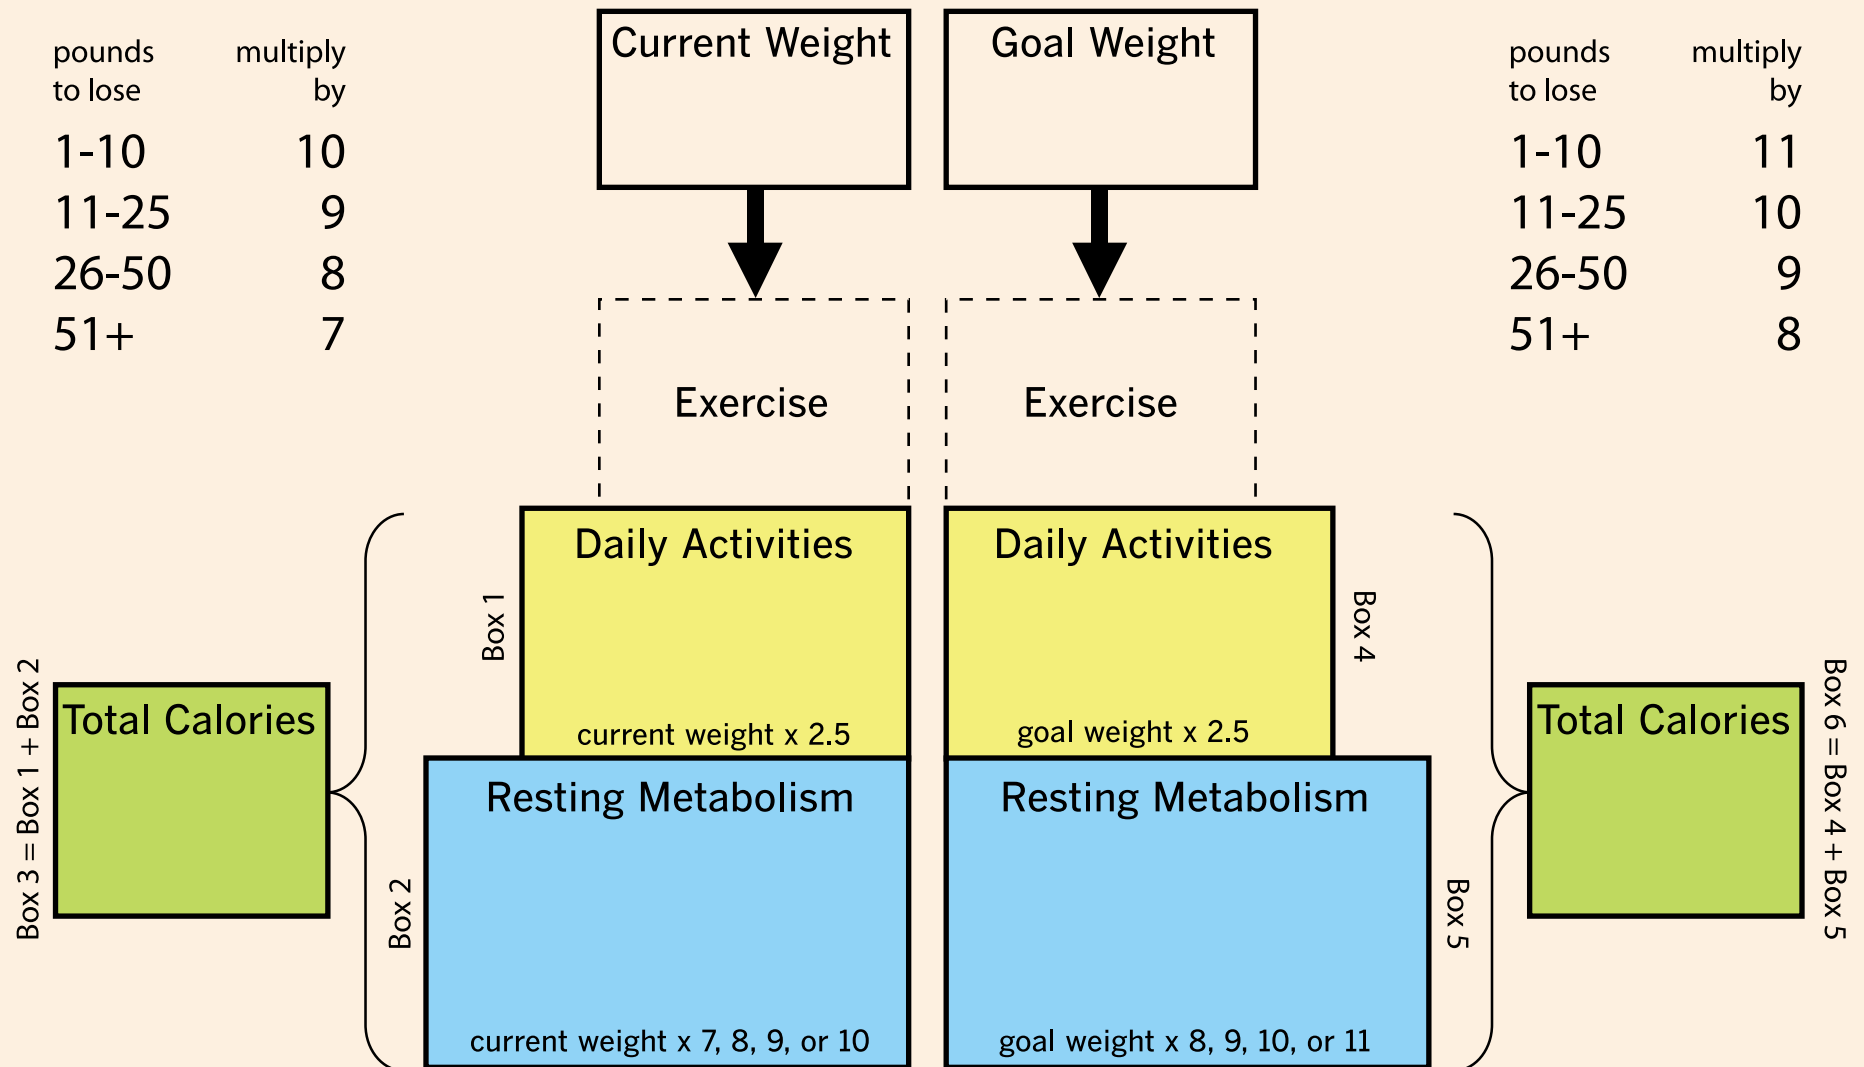 pounds multiply
to lose by
1-10 10
11-25 9
26-50 8
51+ 7
Current Weight
Goal Weight
pounds multiply
to lose by
1-10 11
11-25 10
26-50 9
51+ 8
Exercise
Exercise
Box 3 = Box 1 + Box 2
Total Calories
Box 1
Daily Activities
current weight x 2.5
Box 2
Resting Metabolism
current weight x 7, 8, 9, or 10
Daily Activities
goal weight x 2.5
Box 4
Resting Metabolism
goal weight x 8, 9, 10, or 11
Box 5
Total Calories
Box 6 = Box 4 + Box 5